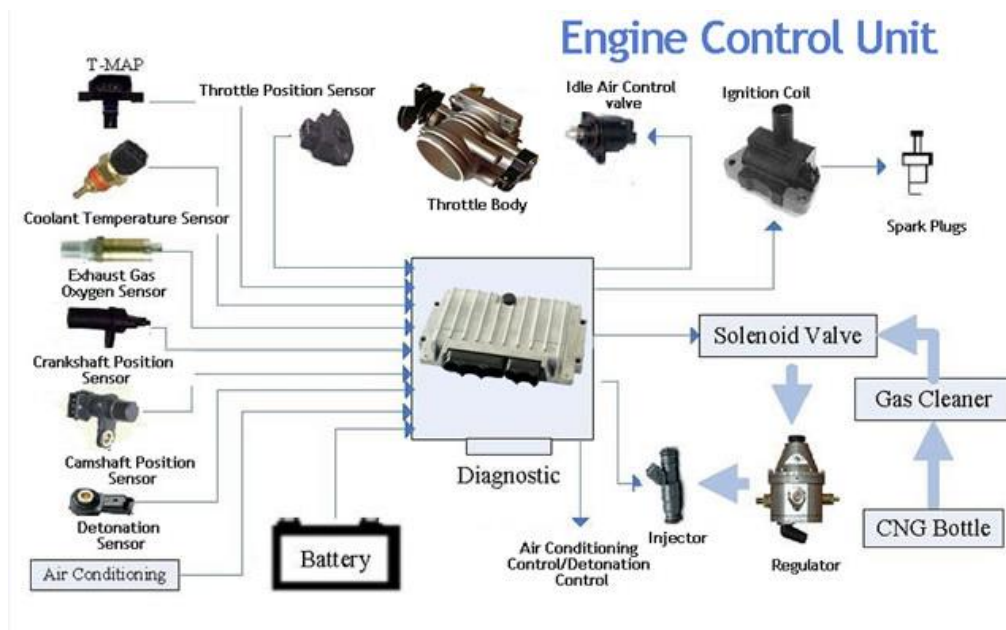 Engine Control Unit
T-MAP
Throttle Position Sensor
Idle Air Control
valve
Ignition Coil
Coolant Temperature Sensor
Throttle Body
Spark Plugs
Exhaust Gas
Oxygen Sensor
Crankshaft Position
Sensor
Solenoid Valve
Gas Cleaner
Camshaft Position
Sensor
Diagnostic
CNG Bottle
Detonation
Sensor
Battery
Injector
Air Conditioning
Control/Detonation
Control
Regulator
Air Conditioning